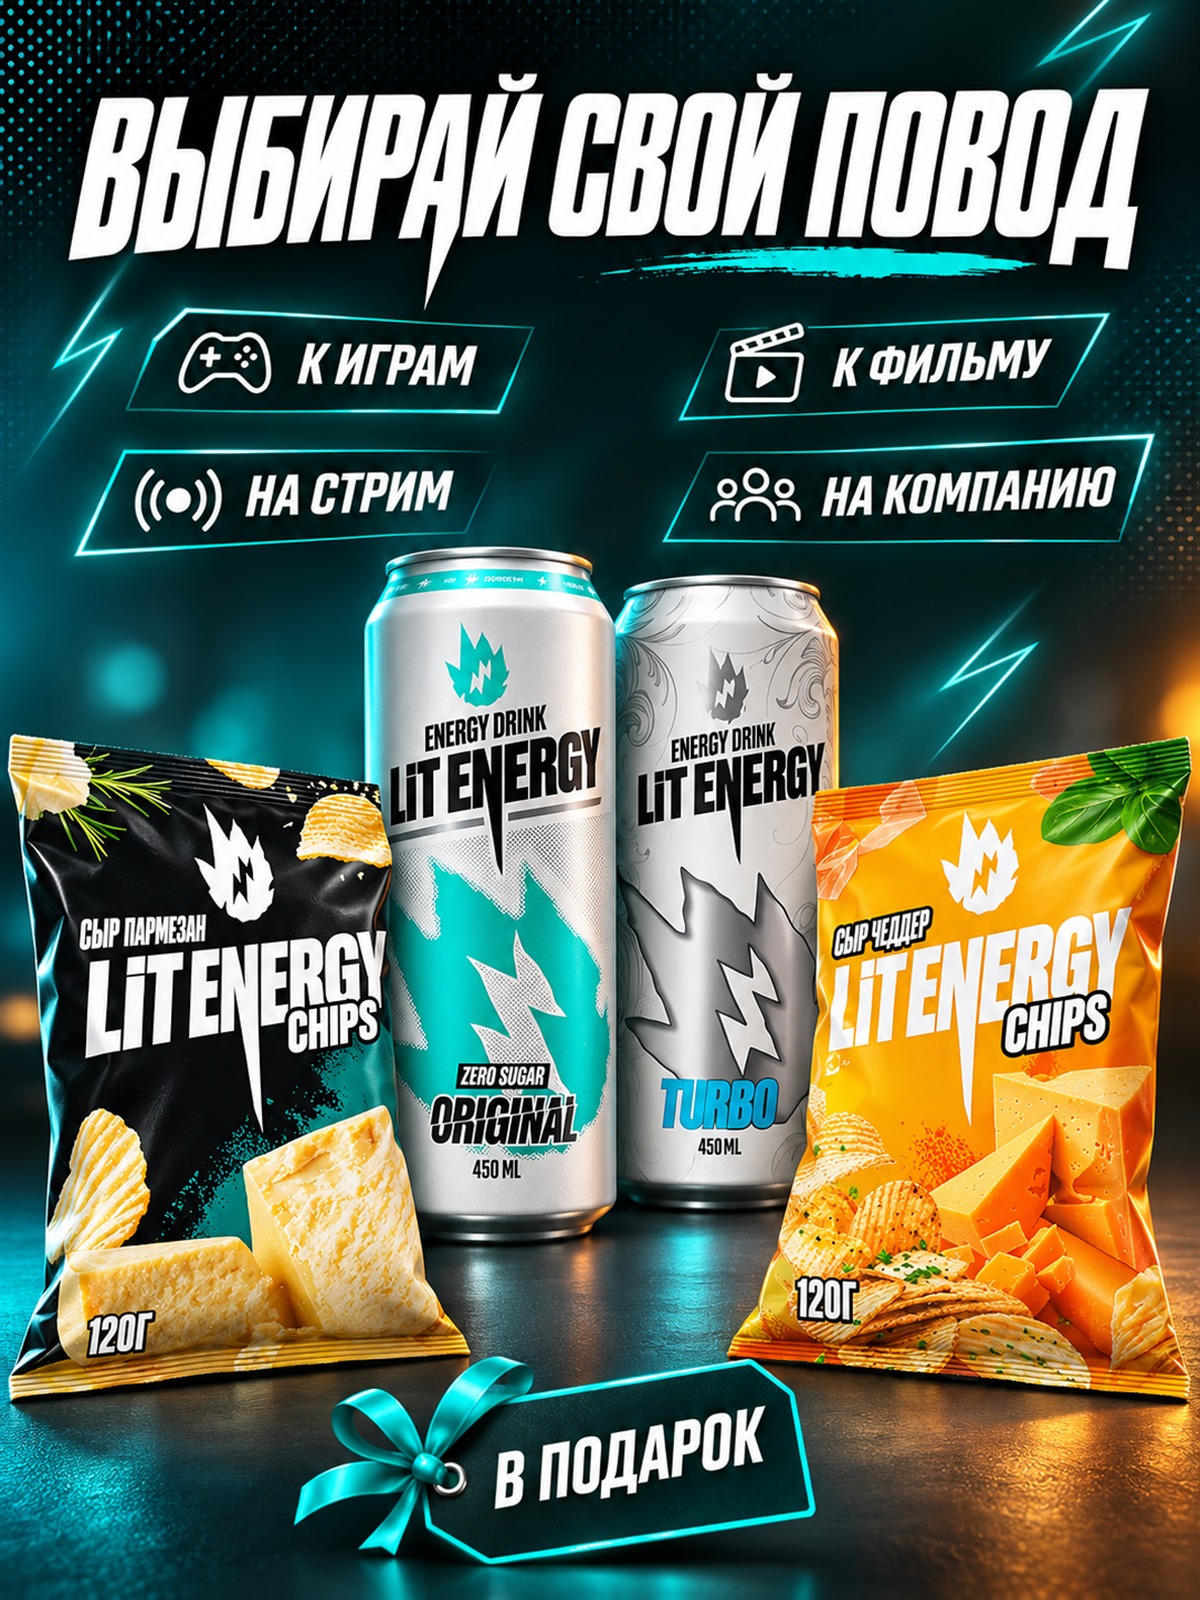 ВЫБИРАЙ СВОЙ ПОВОД
К ИГРАМ
К ФИЛЬМУ
НА СТРИМ
НА КОМПАНИЮ
ENERGY DRINK
LIT ENERGY
ZERO SUGAR
ORIGINAL
450 ML
ENERGY DRINK
LIT ENERGY
TURBO
450 ML
СЫР ПАРМЕЗАН
LIT ENERGY
CHIPS
120Г
СЫР ЧЕДДЕР
LIT ENERGY
CHIPS
120Г
В ПОДАРОК